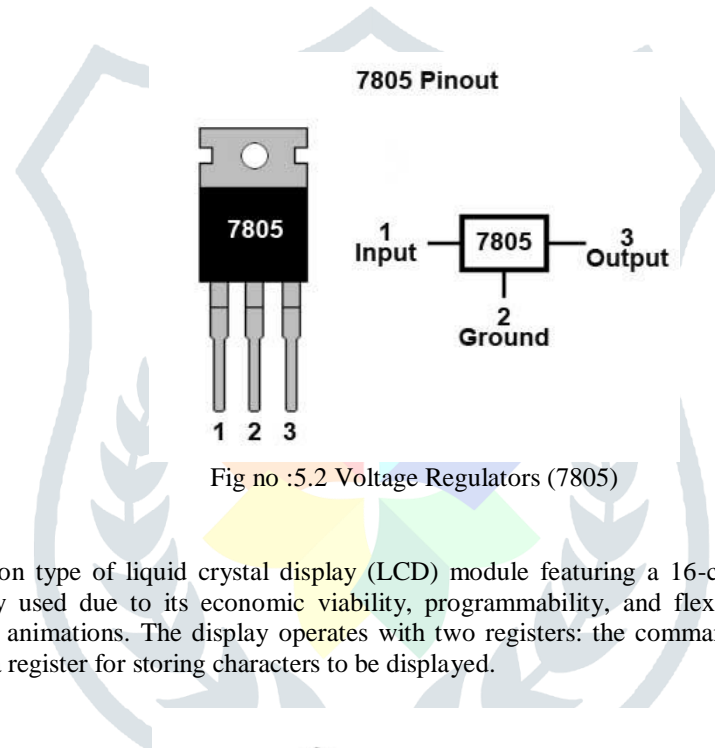 7805 Pinout
7805
1 2 3
1
Input
7805
3
Output
2
Ground
Fig no :5.2 Voltage Regulators (7805)
on type of liquid crystal display (LCD) module featuring a 16-c
used due to its economic viability, programmability, and flex
animations. The display operates with two registers: the comma
register for storing characters to be displayed.